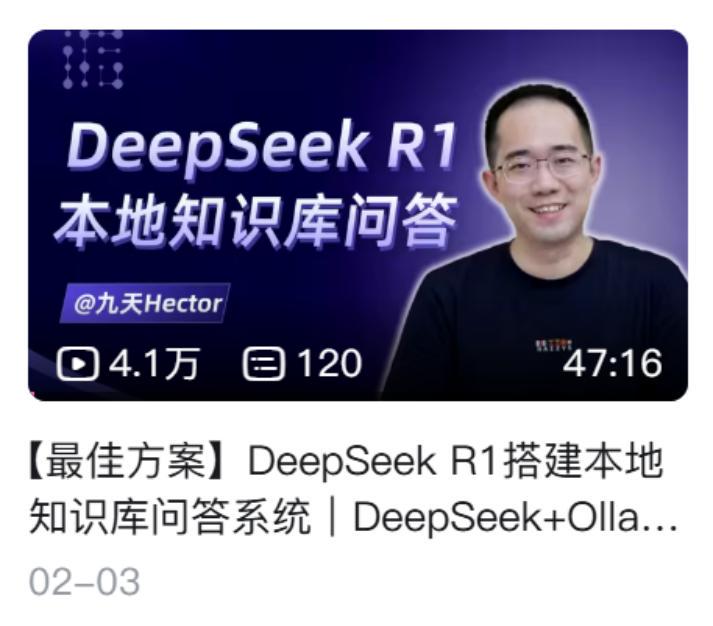 DeepSeek R1
本地知识库问答
@九天Hector
4.1万 120 47:16
【最佳方案】DeepSeek R1搭建本地
知识库问答系统｜DeepSeek+Olla...
02-03